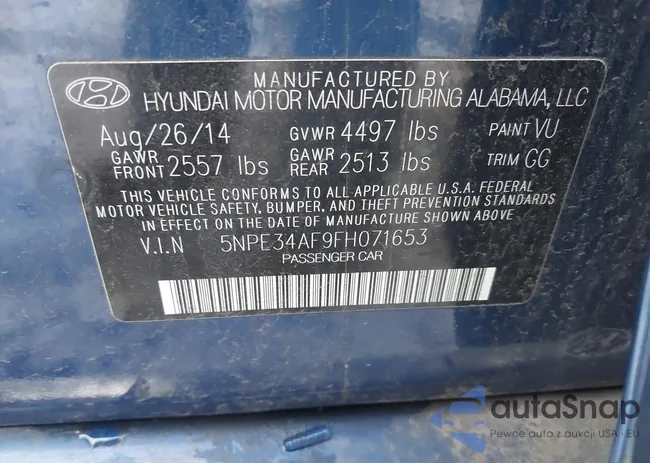 MANUFACTURED BY
HYUNDAI MOTOR MANUFACTURING ALABAMA, LLC
Aug/26/14 GVWR 4497 lbs PAINT VU
GAWR FRONT 2557 lbs GAWR REAR 2513 lbs TRIM GG
THIS VEHICLE CONFORMS TO ALL APPLICABLE U.S.A. FEDERAL
MOTOR VEHICLE SAFETY, BUMPER, AND THEFT PREVENTION STANDARDS
IN EFFECT ON THE DATE OF MANUFACTURE SHOWN ABOVE
V.I.N 5NPE34AF9FH071653
PASSENGER CAR
autaSnap
Pewne auta z aukcji USA • EU